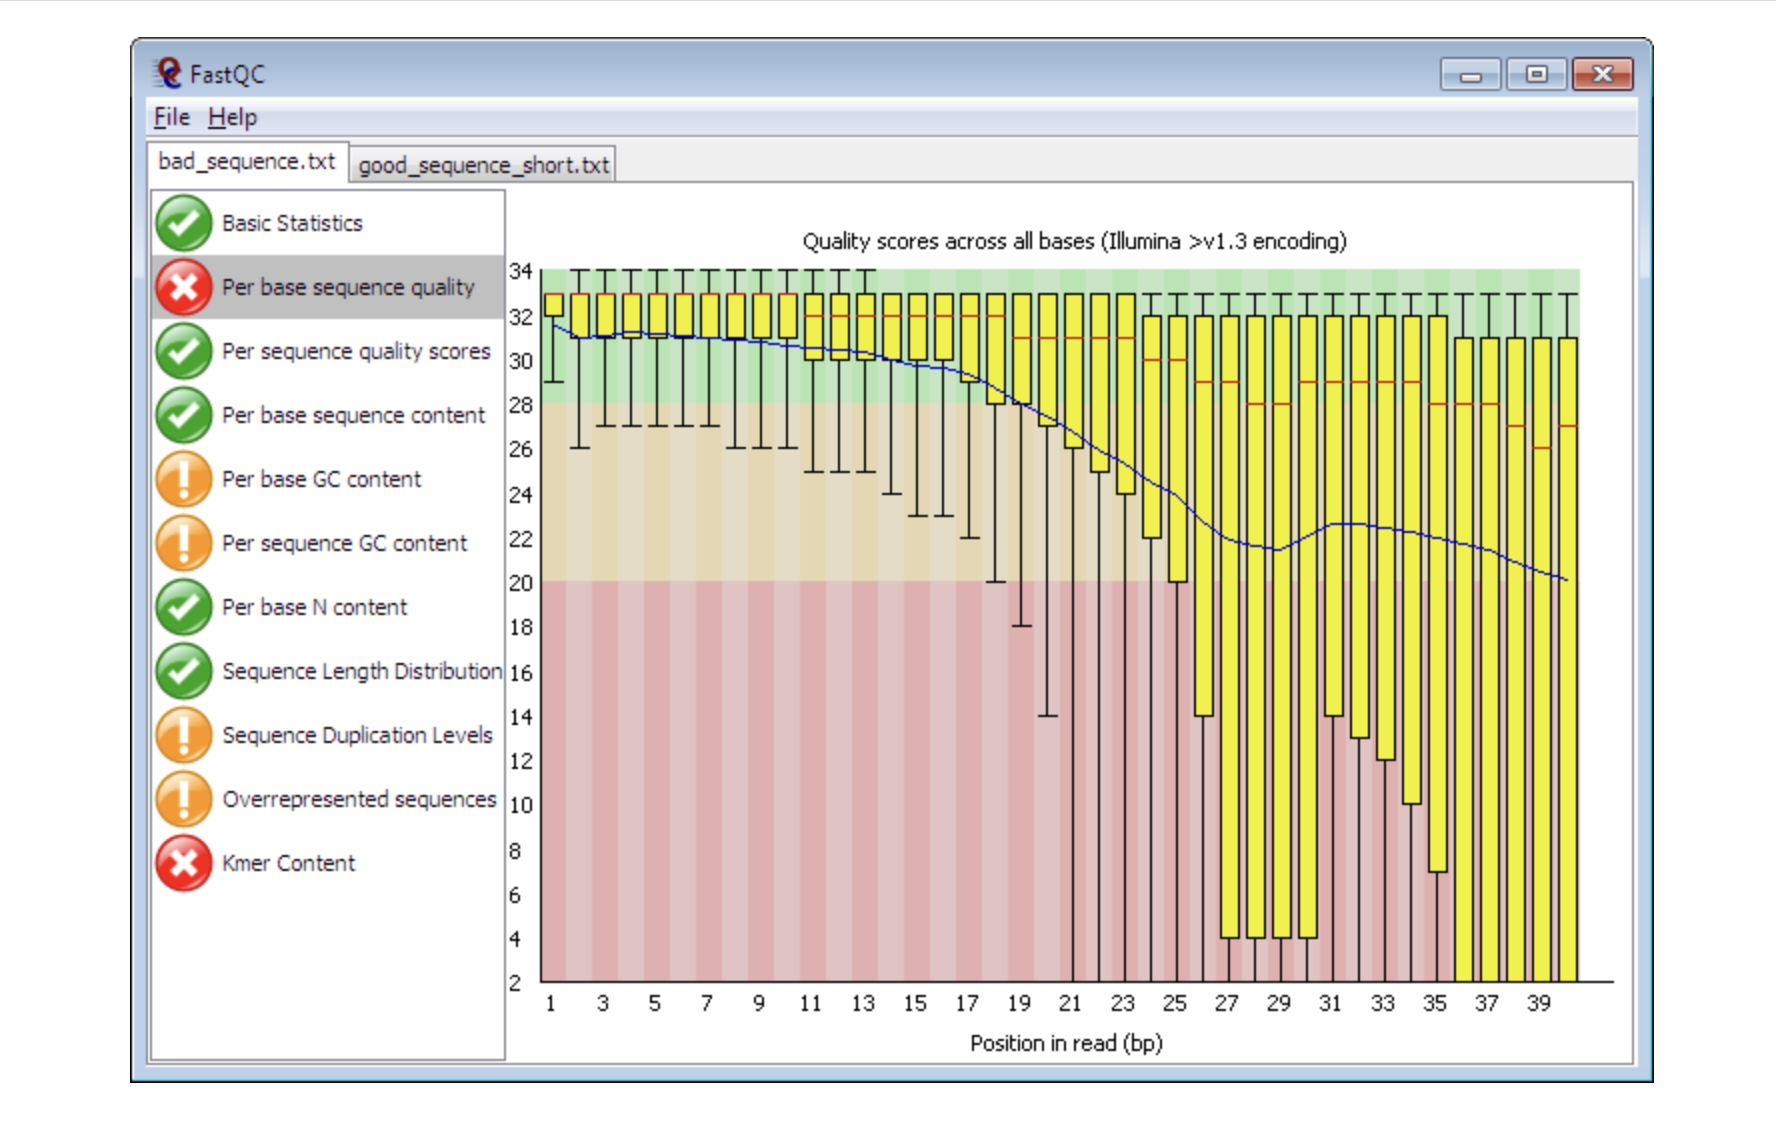 FastQC
File Help
bad_sequence.txt
good_sequence_short.txt
Basic Statistics
Per base sequence quality
Per sequence quality scores
Per base sequence content
Per base GC content
Per sequence GC content
Per base N content
Sequence Length Distribution
Sequence Duplication Levels
Overrepresented sequences
Kmer Content
Quality scores across all bases (Illumina >v1.3 encoding)
34
32
30
28
26
24
22
20
18
16
14
12
10
8
6
4
2
1 3 5 7 9 11 13 15 17 19 21 23 25 27 29 31 33 35 37 39
Position in read (bp)